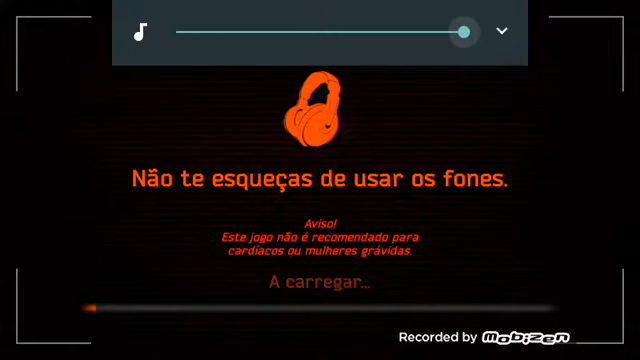 Não te esqueças de usar os fones.
Aviso!
Este jogo não é recomendado para
cardíacos ou mulheres grávidas.
A carregar...
Recorded by Mobizen